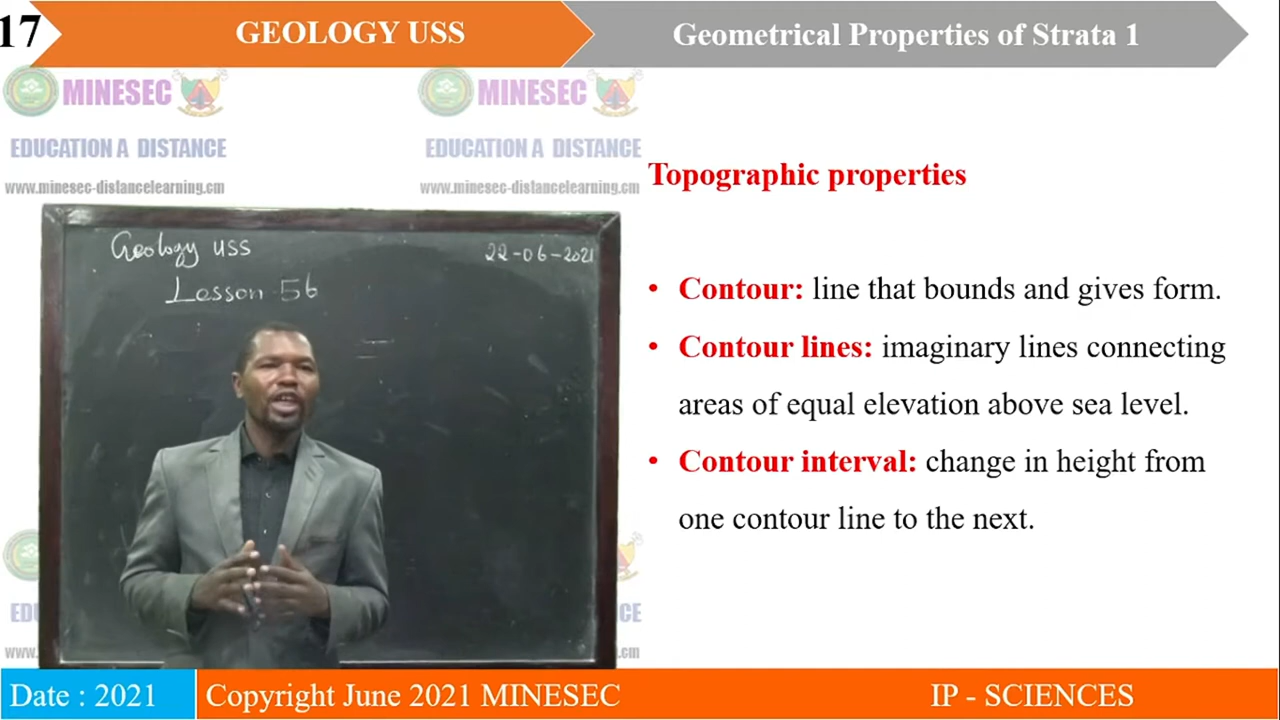 17
GEOLOGY USS
Geometrical Properties of Strata 1
MINESEC
MINESEC
EDUCATION A DISTANCE
EDUCATION A DISTANCE
www.minesec-distancelearning.cm
www.minesec-distancelearning.cm
Geology USS
22-06-2021
Lesson 56
Topographic properties
• Contour: line that bounds and gives form.
• Contour lines: imaginary lines connecting
areas of equal elevation above sea level.
• Contour interval: change in height from
one contour line to the next.
Date : 2021
Copyright June 2021 MINESEC
IP - SCIENCES